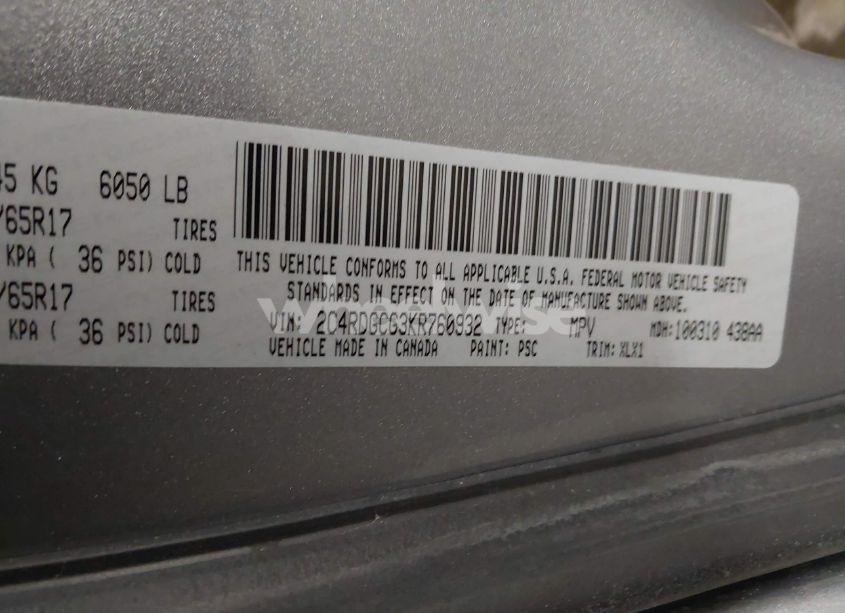 45 KG 6050 LB
/65R17 TIRES
KPA ( 36 PSI) COLD
/65R17 TIRES
KPA ( 36 PSI) COLD
THIS VEHICLE CONFORMS TO ALL APPLICABLE U.S.A. FEDERAL MOTOR VEHICLE SAFETY
STANDARDS IN EFFECT ON THE DATE OF MANUFACTURE SHOWN ABOVE.
VIN: 2C4RDGCG3KR760932 TYPE: MPV MDH:100310 438AA
VEHICLE MADE IN CANADA PAINT: PSC TRIM: XLX1